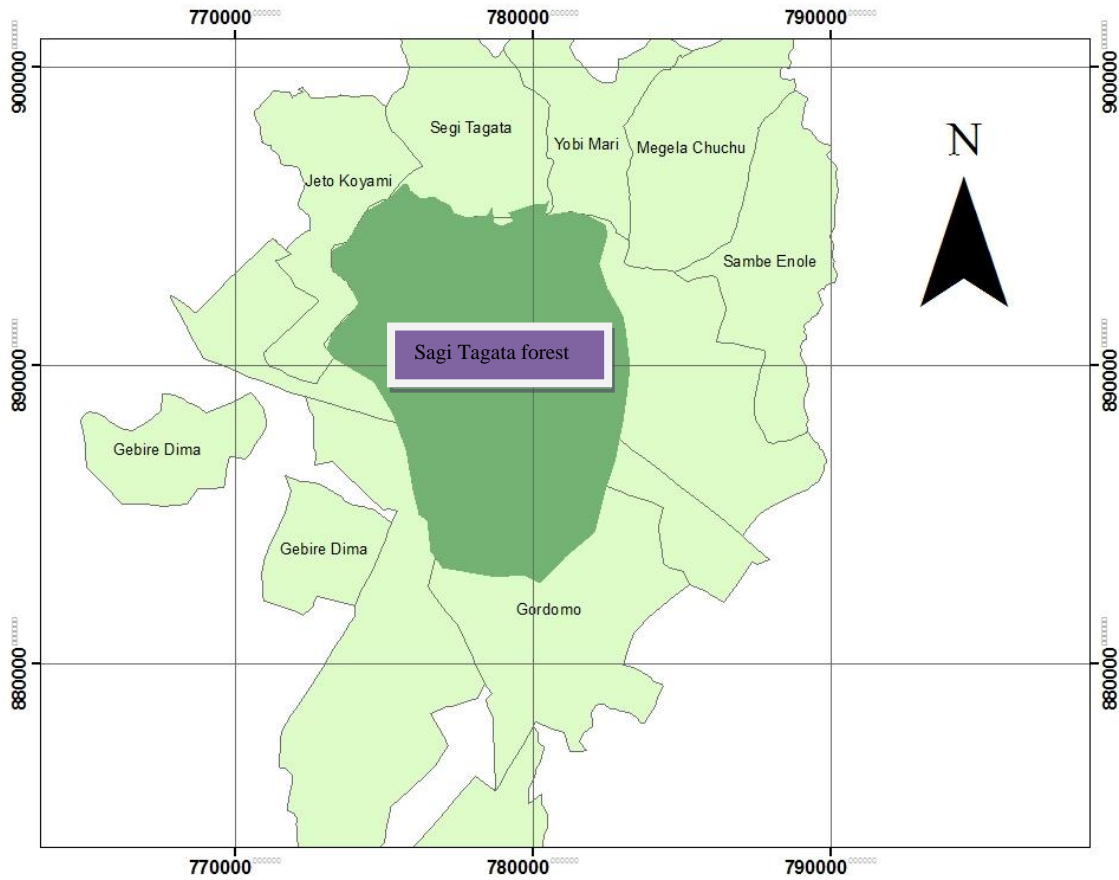 770000 780000 790000
900000 900000
N
Segi Tagata
Yobi Mari
Megela Chuchu
Jeto Koyami
Sambe Enole
Sagi Tagata forest
890000 890000
Gebire Dima
Gebire Dima
Gordomo
880000 880000
770000 780000 790000